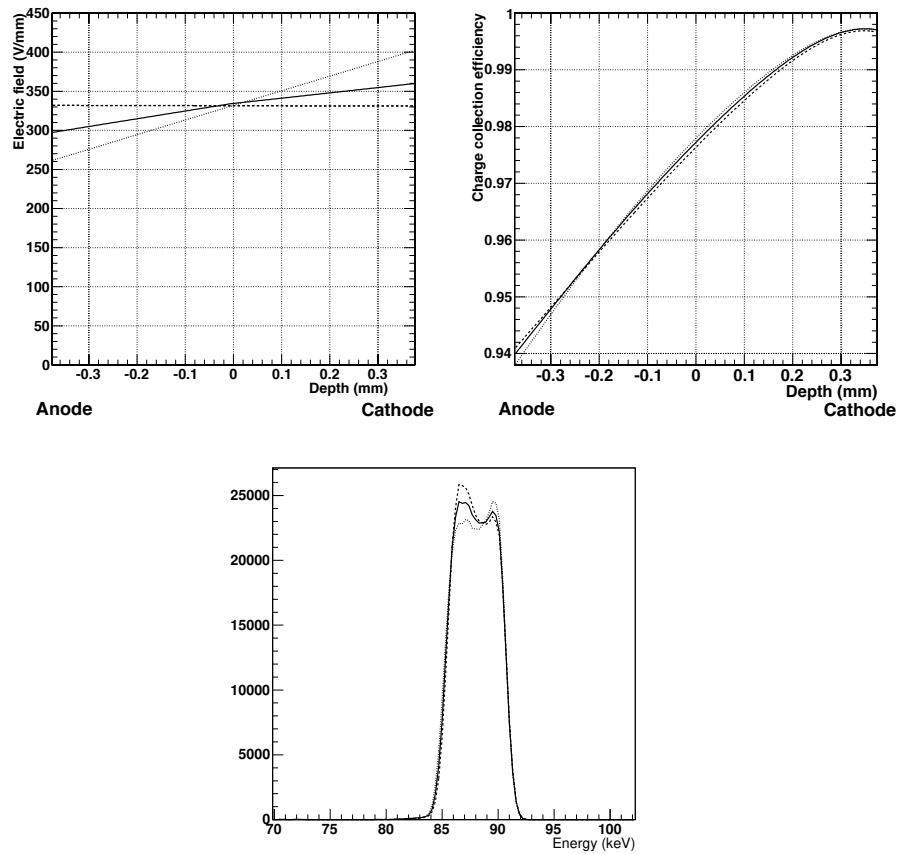 Electric field (V/mm)
450
400
350
300
250
200
150
100
50
0
-0.3 -0.2 -0.1 0 0.1 0.2 0.3
Depth (mm)
Anode Cathode
Charge collection efficiency
1
0.99
0.98
0.97
0.96
0.95
0.94
-0.3 -0.2 -0.1 0 0.1 0.2 0.3
Depth (mm)
Anode Cathode
25000
20000
15000
10000
5000
0
70 75 80 85 90 95 100
Energy (keV)